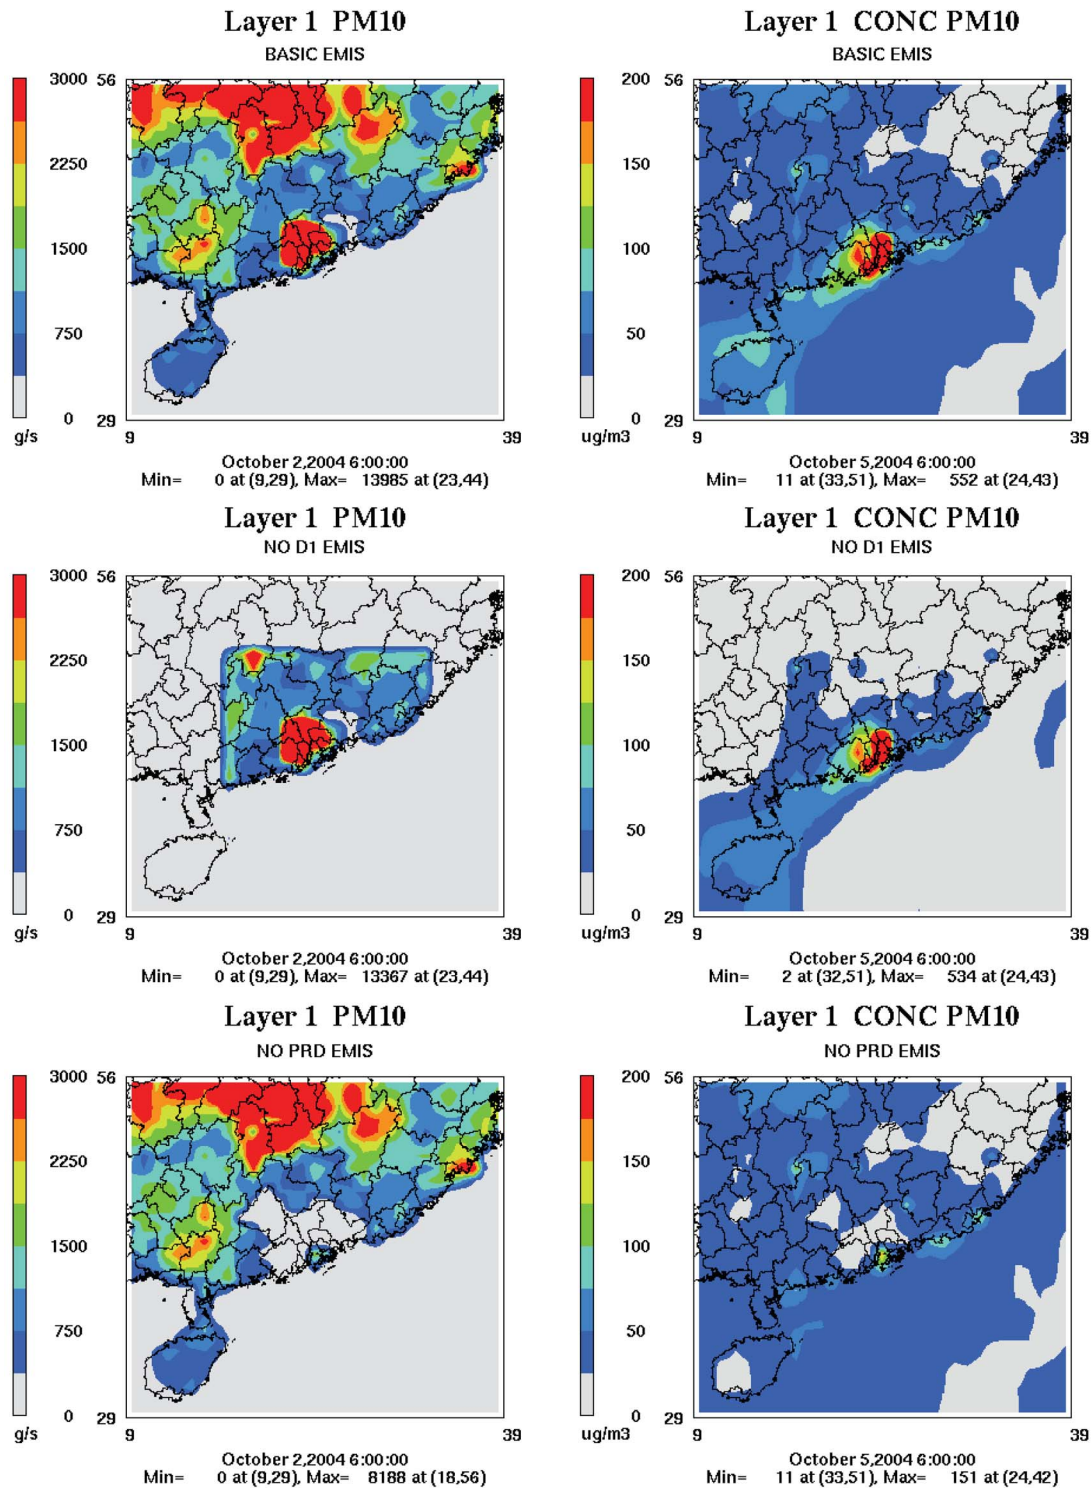 Layer 1 PM10
BASIC EMIS
3000
2250
1500
750
0
g/s
56
29
9
39
October 2,2004 6:00:00
Min= 0 at (9,29), Max= 13985 at (23,44)
Layer 1 CONC PM10
BASIC EMIS
200
150
100
50
0
ug/m3
56
29
9
39
October 5,2004 6:00:00
Min= 11 at (33,51), Max= 552 at (24,43)
Layer 1 PM10
NO D1 EMIS
3000
2250
1500
750
0
g/s
56
29
9
39
October 2,2004 6:00:00
Min= 0 at (9,29), Max= 13367 at (23,44)
Layer 1 CONC PM10
NO D1 EMIS
200
150
100
50
0
ug/m3
56
29
9
39
October 5,2004 6:00:00
Min= 2 at (32,51), Max= 534 at (24,43)
Layer 1 PM10
NO PRD EMIS
3000
2250
1500
750
0
g/s
56
29
9
39
October 2,2004 6:00:00
Min= 0 at (9,29), Max= 8188 at (18,56)
Layer 1 CONC PM10
NO PRD EMIS
200
150
100
50
0
ug/m3
56
29
9
39
October 5,2004 6:00:00
Min= 11 at (33,51), Max= 151 at (24,42)